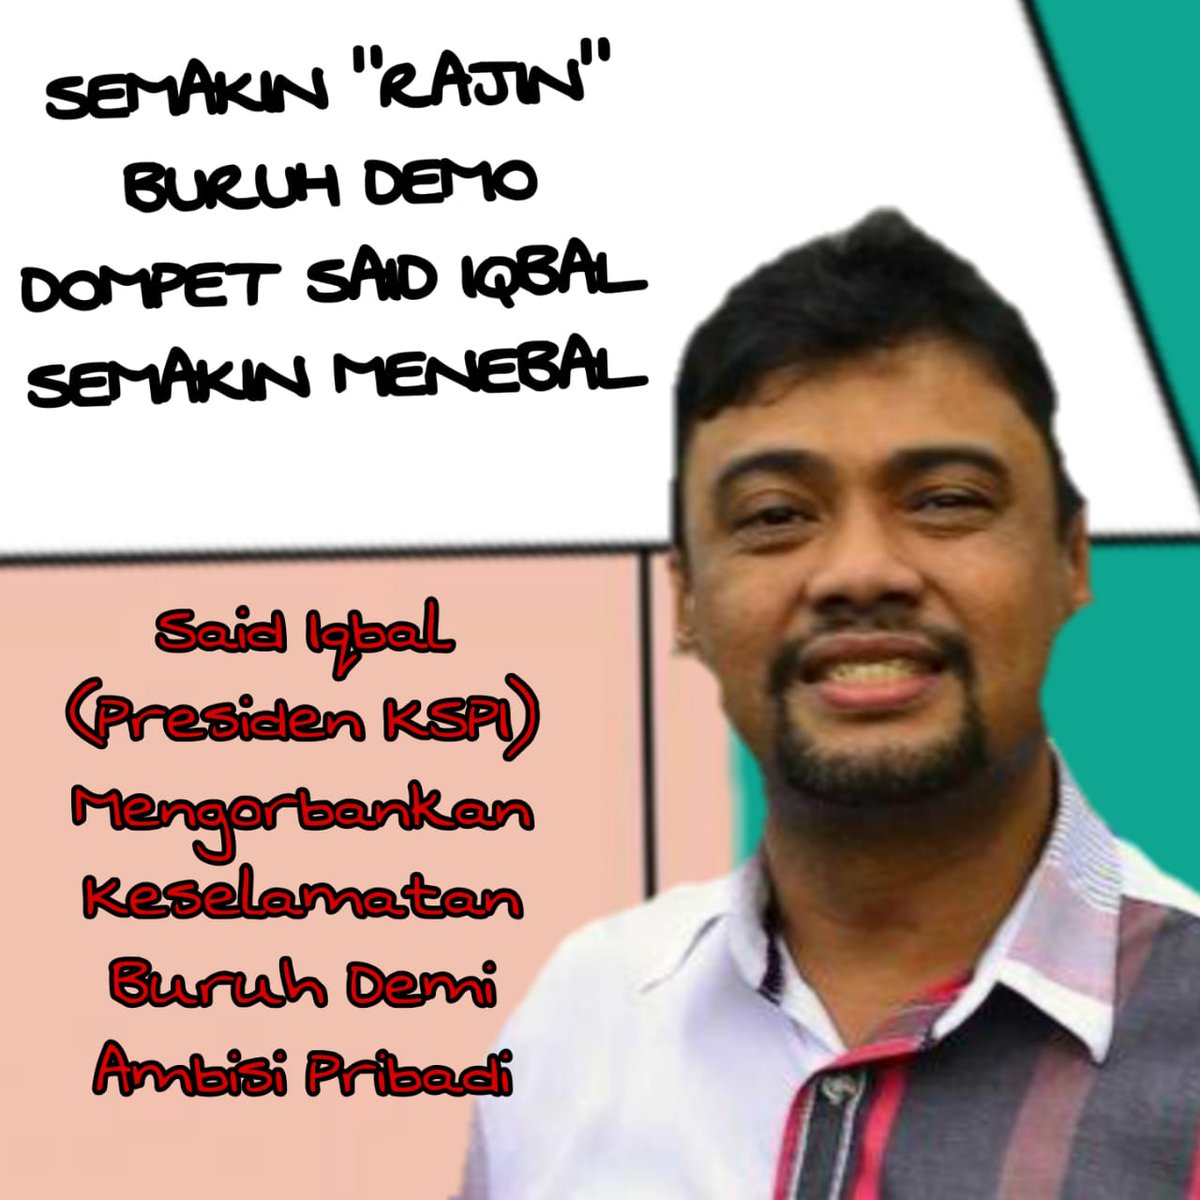 SEMAKIN "RAJIN"
BURUH DEMO
DOMPET SAID IQBAL
SEMAKIN MENEBAL
Said Iqbal
(Presiden KSPI)
Mengorbankan
Keselamatan
Buruh Demi
Ambisi Pribadi